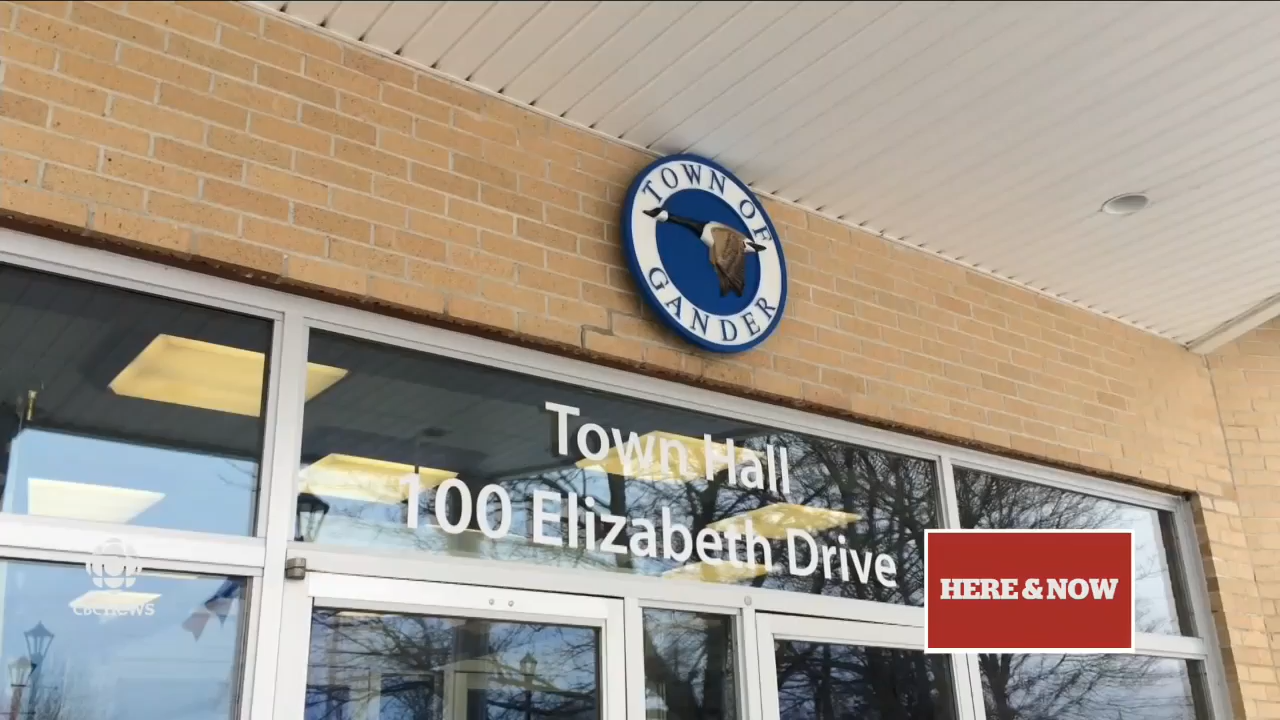 TOWN OF
GANDER
Town Hall
100 Elizabeth Drive
HERE & NOW
CBC NEWS